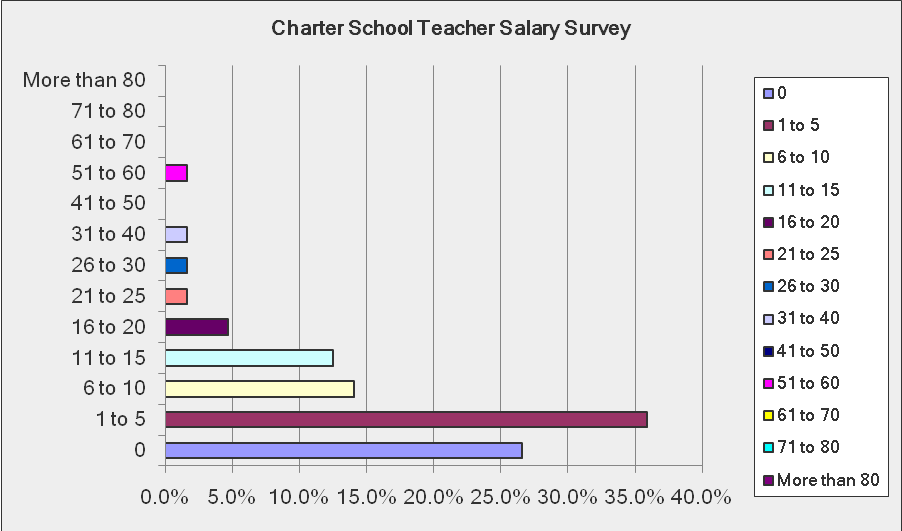 Charter School Teacher Salary Survey
More than 80
71 to 80
61 to 70
51 to 60
41 to 50
31 to 40
26 to 30
21 to 25
16 to 20
11 to 15
6 to 10
1 to 5
0
0.0% 5.0% 10.0% 15.0% 20.0% 25.0% 30.0% 35.0% 40.0%
0
1 to 5
6 to 10
11 to 15
16 to 20
21 to 25
26 to 30
31 to 40
41 to 50
51 to 60
61 to 70
71 to 80
More than 80